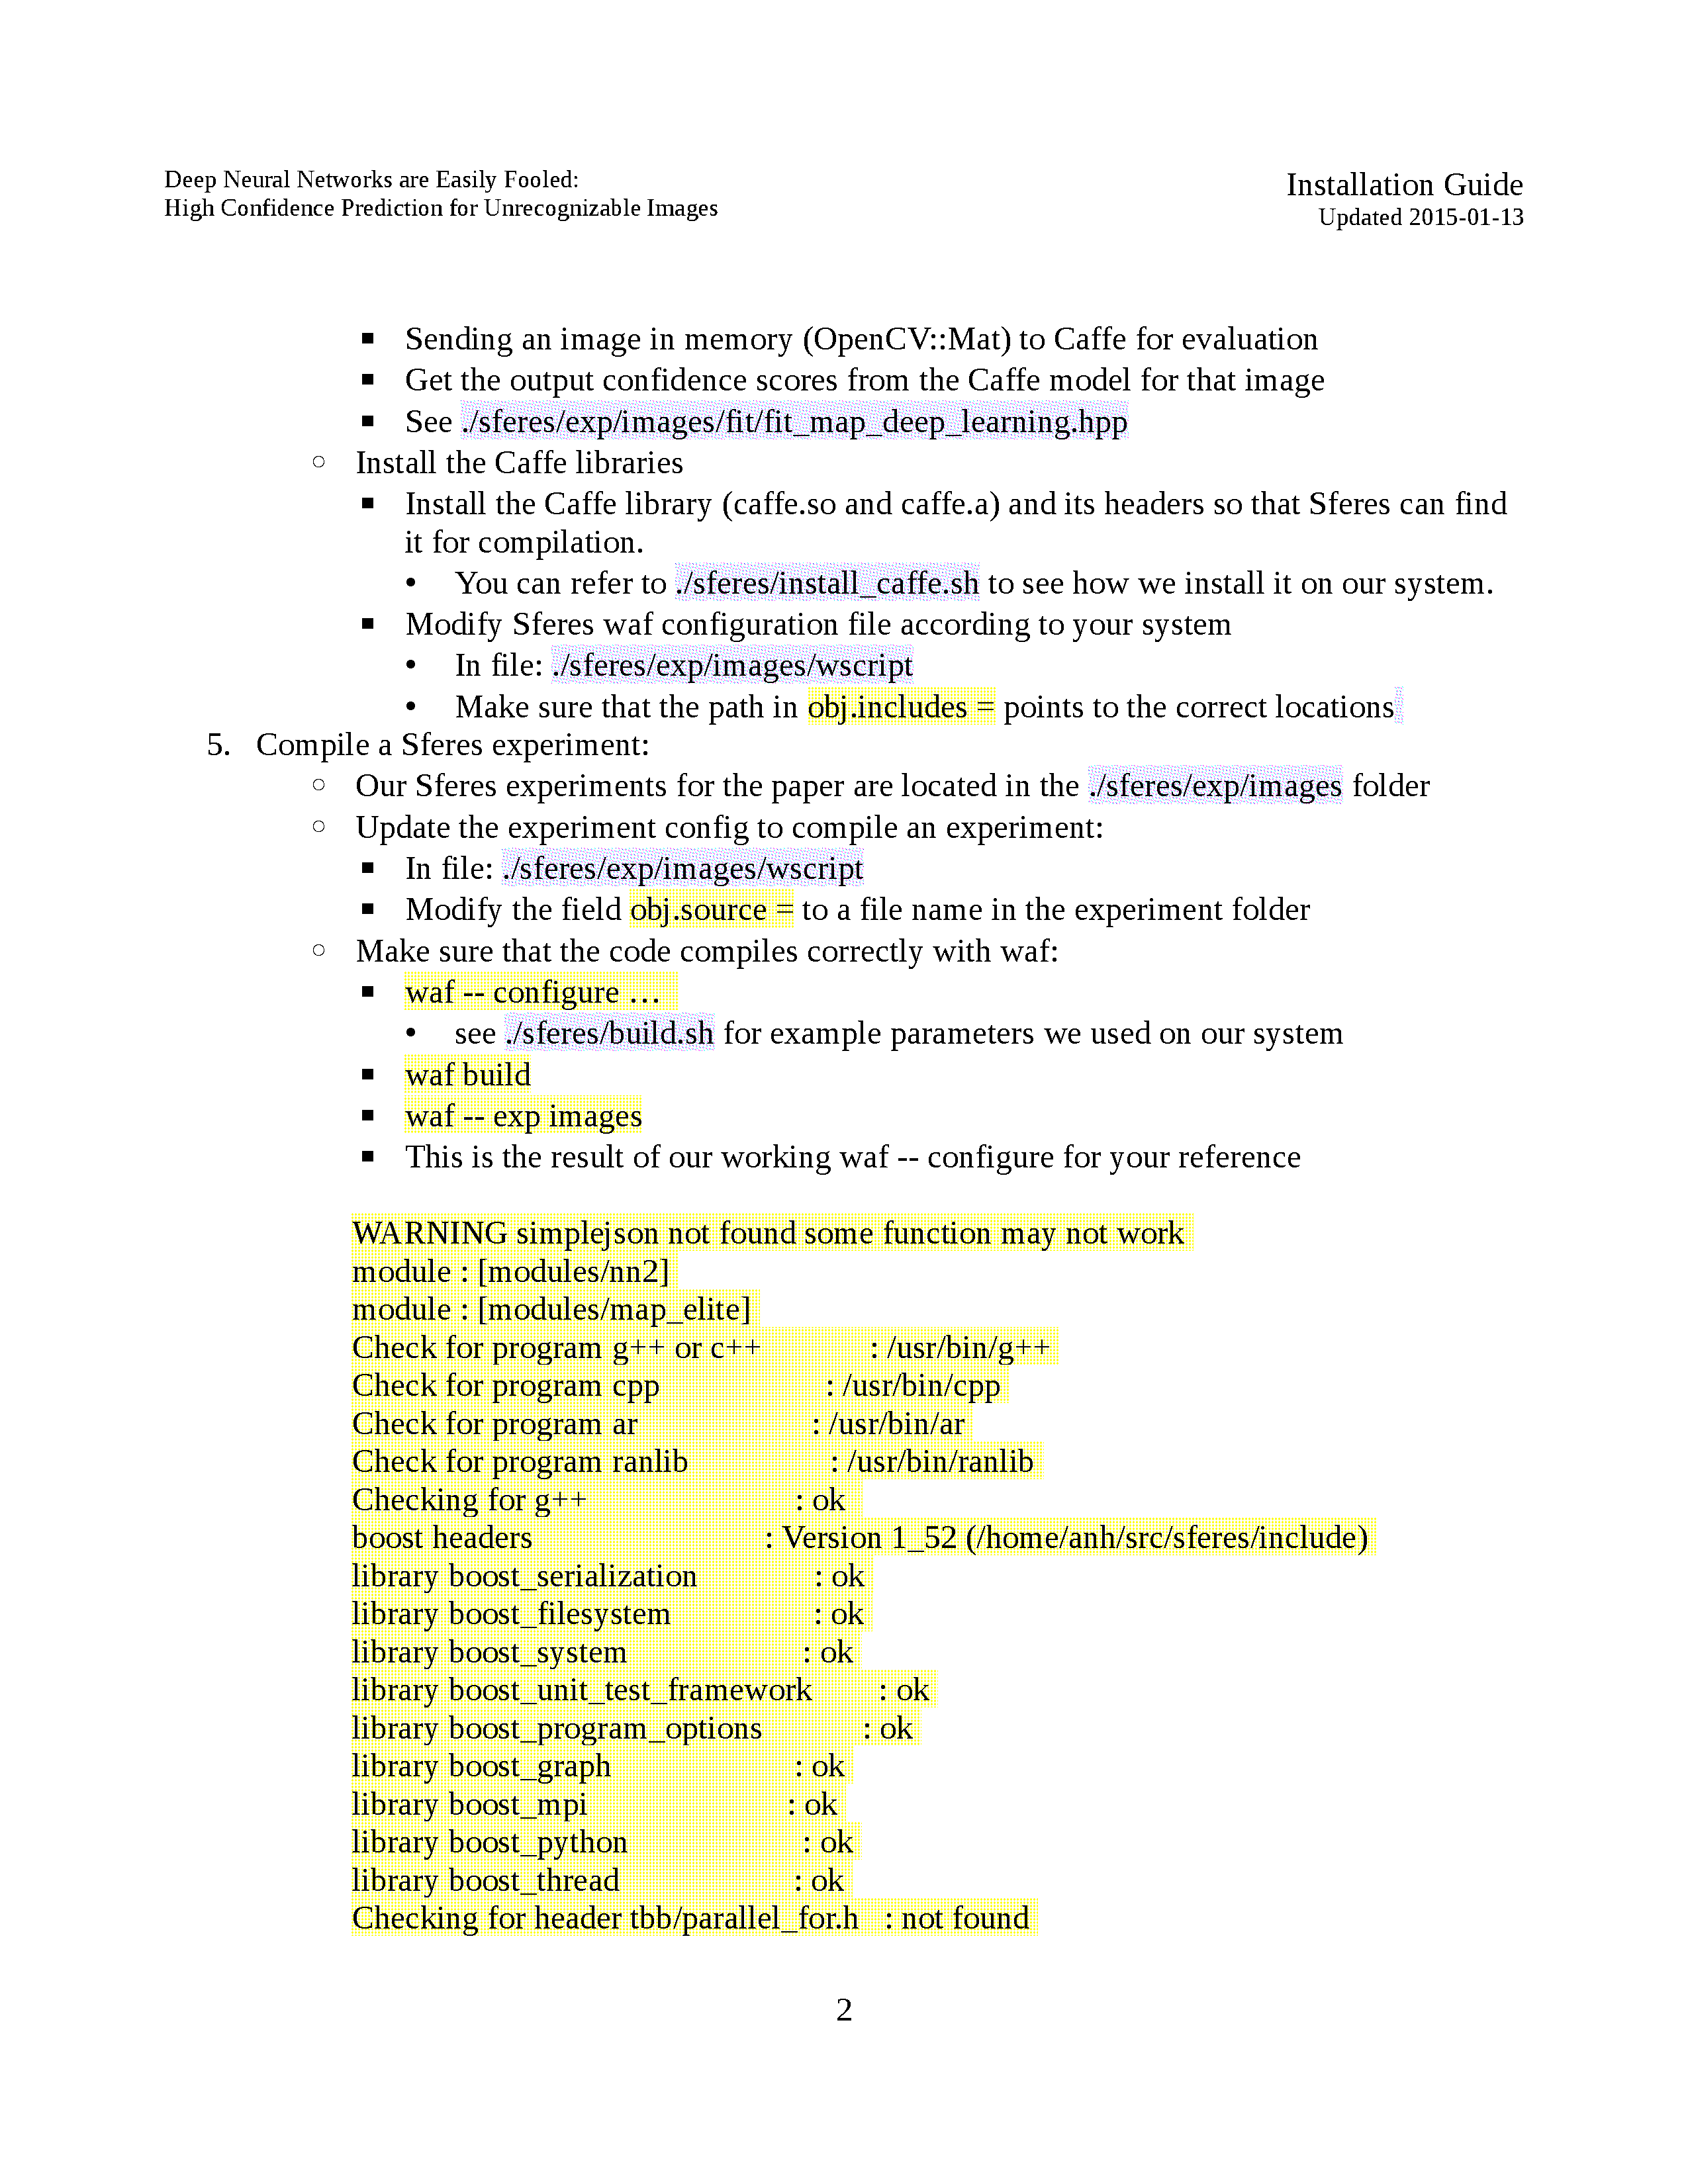 Deep Neural Networks are Easily Fooled:
High Confidence Prediction for Unrecognizable Images
Installation Guide
Updated 2015-01-13
▪ Sending an image in memory (OpenCV::Mat) to Caffe for evaluation
▪ Get the output confidence scores from the Caffe model for that image
▪ See ./sferes/exp/images/fit/fit_map_deep_learning.hpp
○ Install the Caffe libraries
▪ Install the Caffe library (caffe.so and caffe.a) and its headers so that Sferes can find
it for compilation.
• You can refer to ./sferes/install_caffe.sh to see how we install it on our system.
▪ Modify Sferes waf configuration file according to your system
• In file: ./sferes/exp/images/wscript
• Make sure that the path in obj.includes = points to the correct locations
5. Compile a Sferes experiment:
○ Our Sferes experiments for the paper are located in the ./sferes/exp/images folder
○ Update the experiment config to compile an experiment:
▪ In file: ./sferes/exp/images/wscript
▪ Modify the field obj.source = to a file name in the experiment folder
○ Make sure that the code compiles correctly with waf:
▪ waf -- configure …
• see ./sferes/build.sh for example parameters we used on our system
▪ waf build
▪ waf -- exp images
▪ This is the result of our working waf -- configure for your reference
WARNING simplejson not found some function may not work
module : [modules/nn2]
module : [modules/map_elite]
Check for program g++ or c++ : /usr/bin/g++
Check for program cpp : /usr/bin/cpp
Check for program ar : /usr/bin/ar
Check for program ranlib : /usr/bin/ranlib
Checking for g++ : ok
boost headers : Version 1_52 (/home/anh/src/sferes/include)
library boost_serialization : ok
library boost_filesystem : ok
library boost_system : ok
library boost_unit_test_framework : ok
library boost_program_options : ok
library boost_graph : ok
library boost_mpi : ok
library boost_python : ok
library boost_thread : ok
Checking for header tbb/parallel_for.h : not found
2